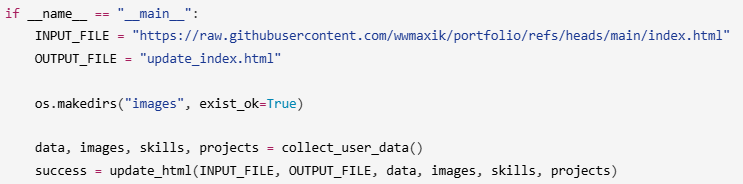 if __name__ == "__main__":
    INPUT_FILE = "https://raw.githubusercontent.com/wwmaxik/portfolio/refs/heads/main/index.html"
    OUTPUT_FILE = "update_index.html"

    os.makedirs("images", exist_ok=True)

    data, images, skills, projects = collect_user_data()
    success = update_html(INPUT_FILE, OUTPUT_FILE, data, images, skills, projects)